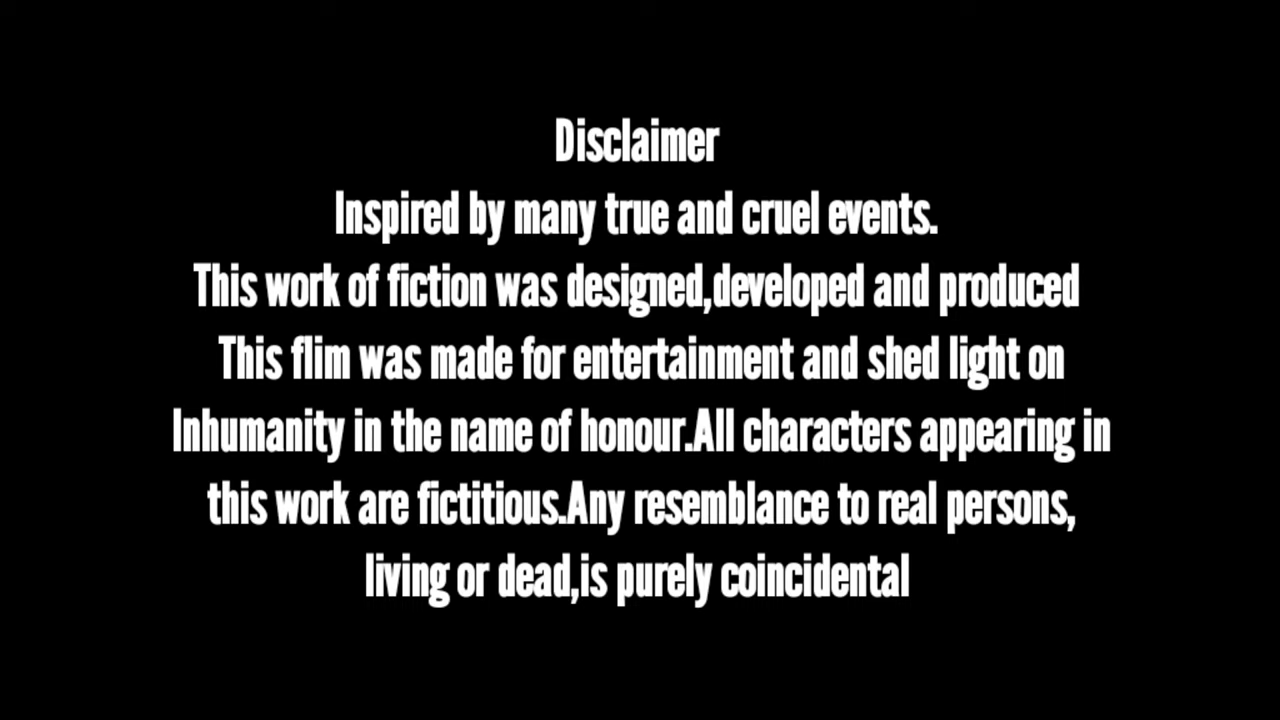 Disclaimer
Inspired by many true and cruel events.
This work of fiction was designed,developed and produced
This flim was made for entertainment and shed light on
Inhumanity in the name of honour.All characters appearing in
this work are fictitious.Any resemblance to real persons,
living or dead,is purely coincidental